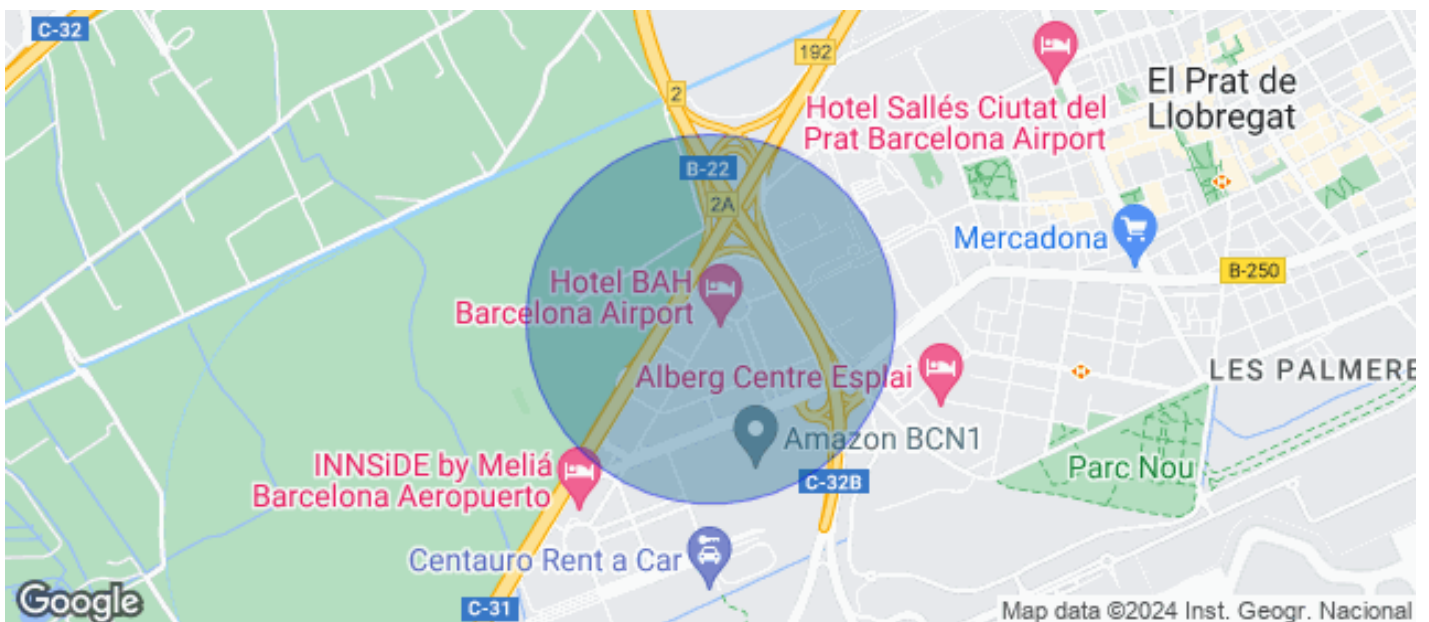 C-32
192
2
El Prat de
Llobregat
Hotel Sallés Ciutat del
Prat Barcelona Airport
B-22
2A
Mercadona
B-250
Hotel BAH
Barcelona Airport
Alberg Centre Esplai
LES PALMERE
Amazon BCN1
INNSiDE by Meliá
Barcelona Aeropuerto
Parc Nou
C-32B
Centauro Rent a Car
Google
C-31
Map data ©2024 Inst. Geogr. Nacional